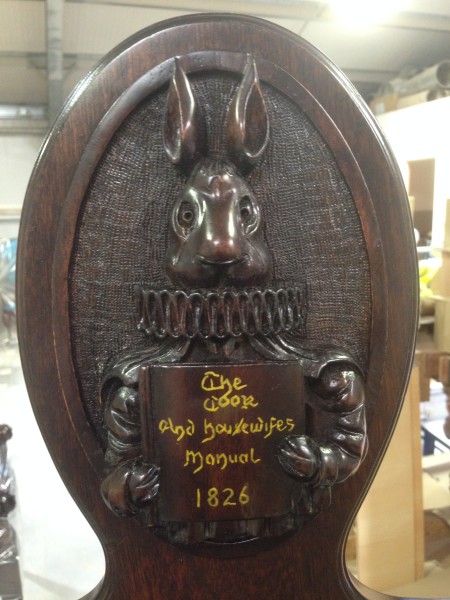 The
Cook
And housewifes
Manual
1826